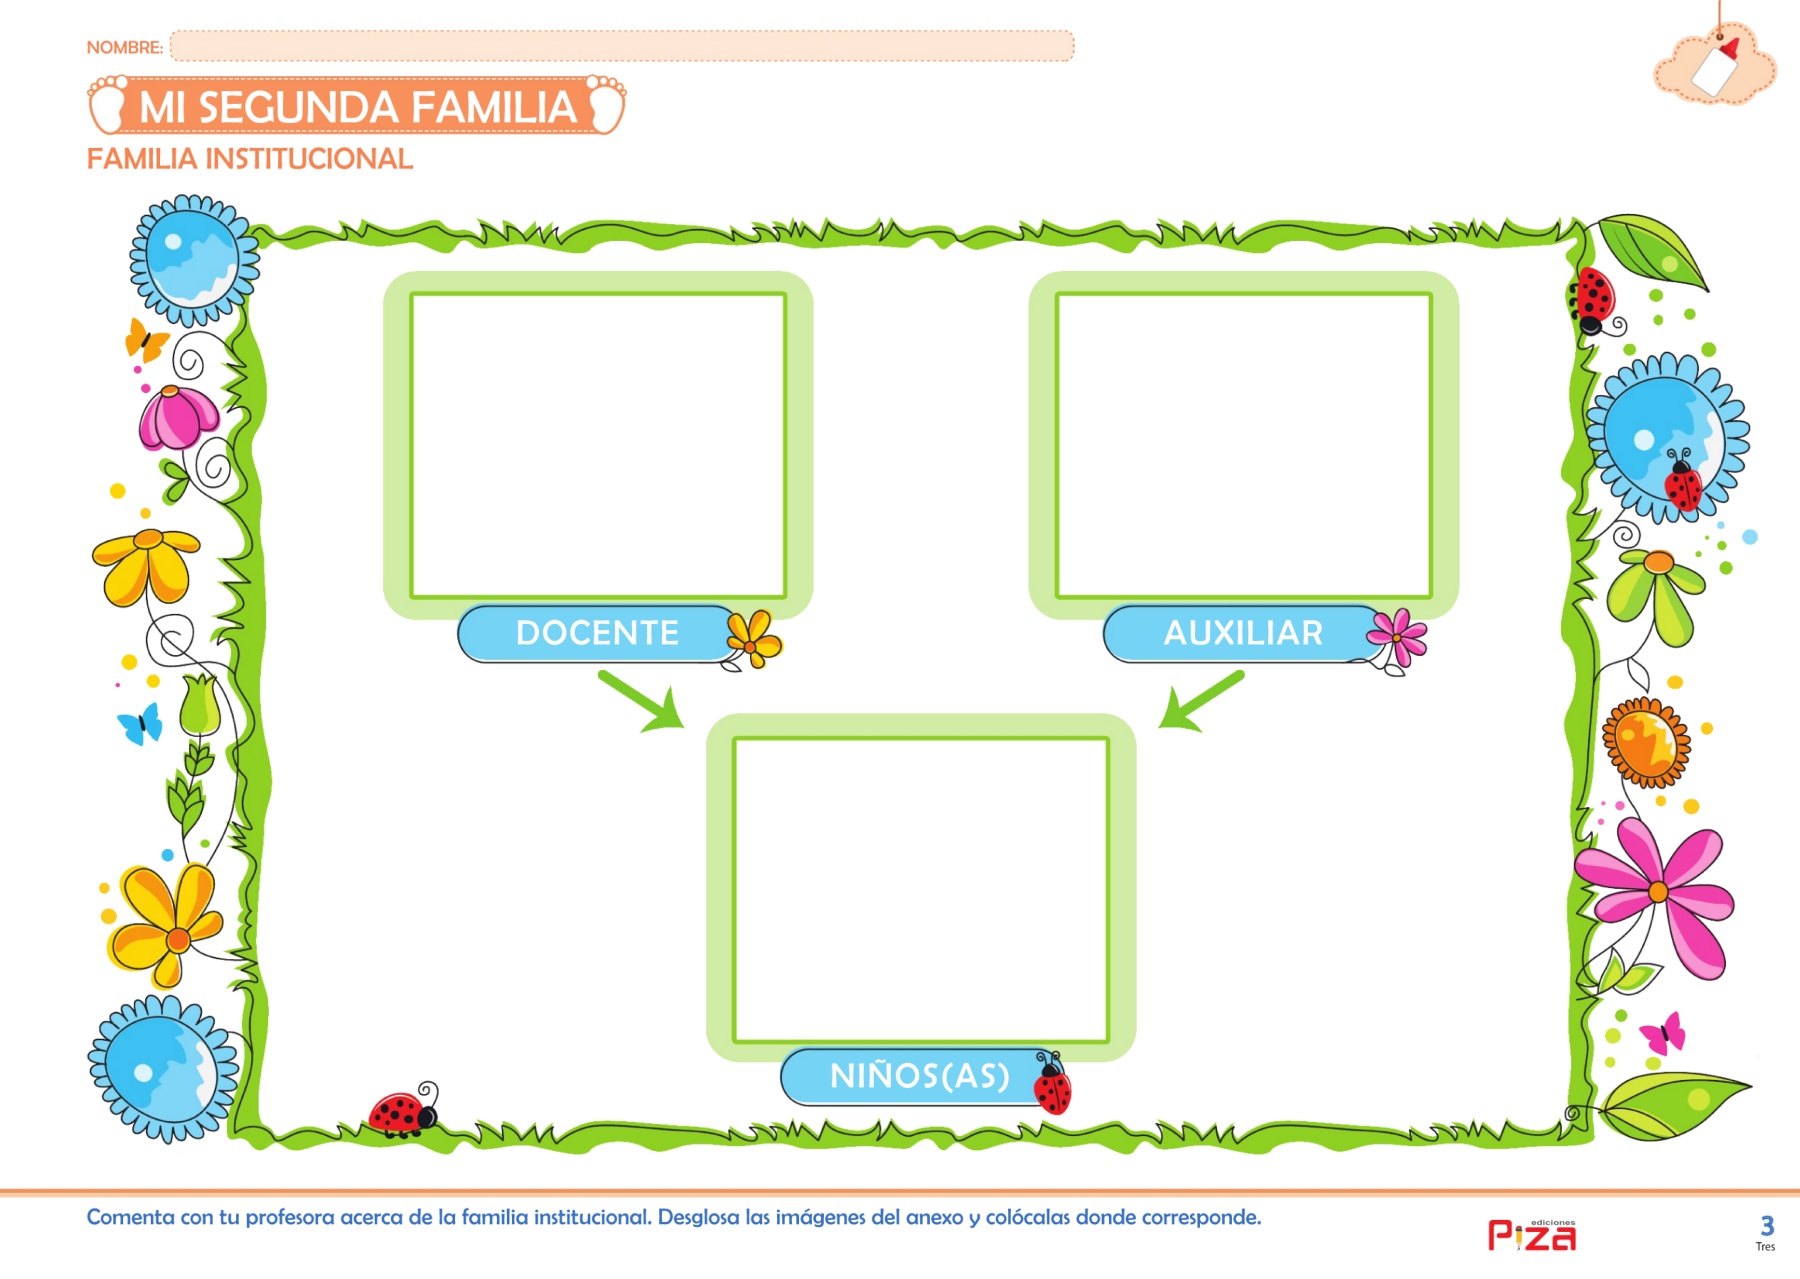 NOMBRE:
MI SEGUNDA FAMILIA
FAMILIA INSTITUCIONAL
DOCENTE
AUXILIAR
NIÑOS(AS)
Comenta con tu profesora acerca de la familia institucional. Desglosa las imágenes del anexo y colócalas donde corresponde.
ediciones
Piza
3
Tres